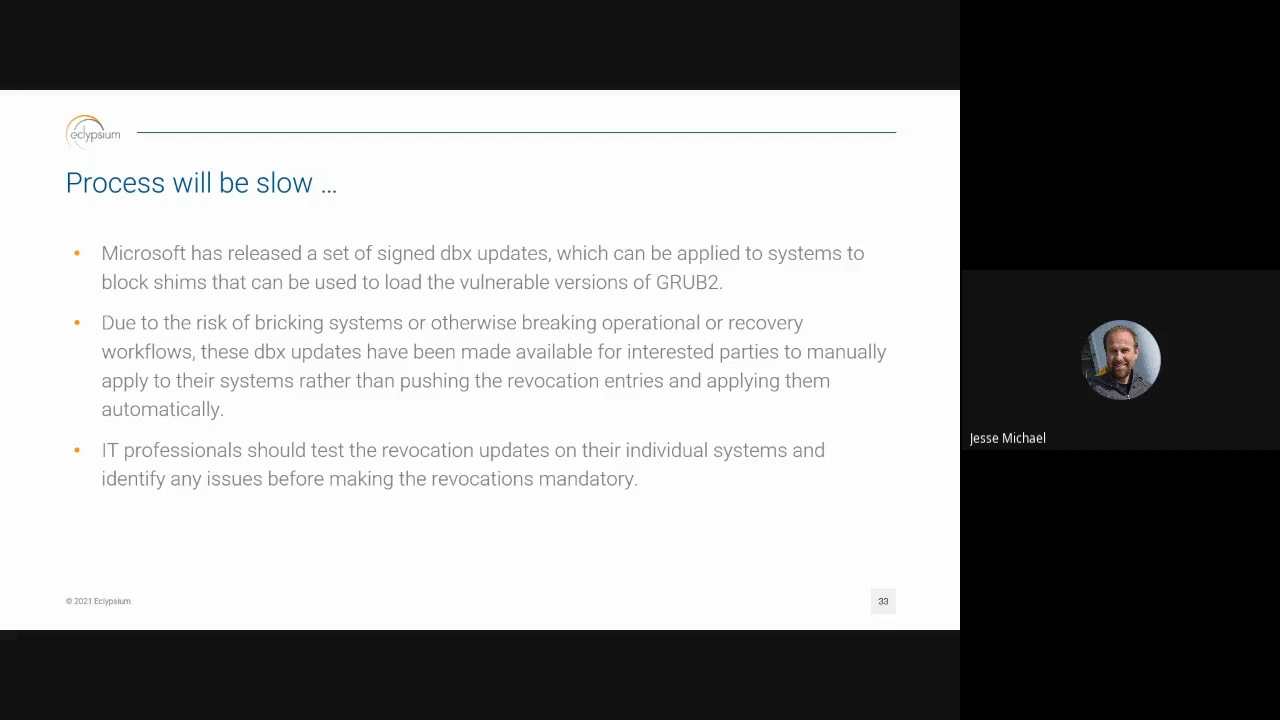 eclypsium
Process will be slow ...
• Microsoft has released a set of signed dbx updates, which can be applied to systems to
block shims that can be used to load the vulnerable versions of GRUB2.
• Due to the risk of bricking systems or otherwise breaking operational or recovery
workflows, these dbx updates have been made available for interested parties to manually
apply to their systems rather than pushing the revocation entries and applying them
automatically.
• IT professionals should test the revocation updates on their individual systems and
identify any issues before making the revocations mandatory.
© 2021 Eclypsium
33
Jesse Michael